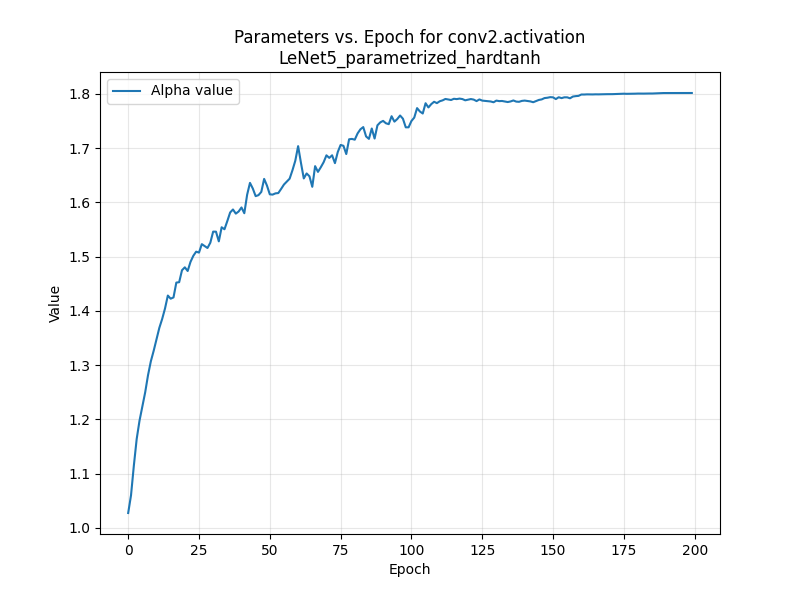 Parameters vs. Epoch for conv2.activation
LeNet5_parametrized_hardtanh
Alpha value
1.8
1.7
1.6
1.5
1.4
1.3
1.2
1.1
1.0
Value
0 25 50 75 100 125 150 175 200
Epoch